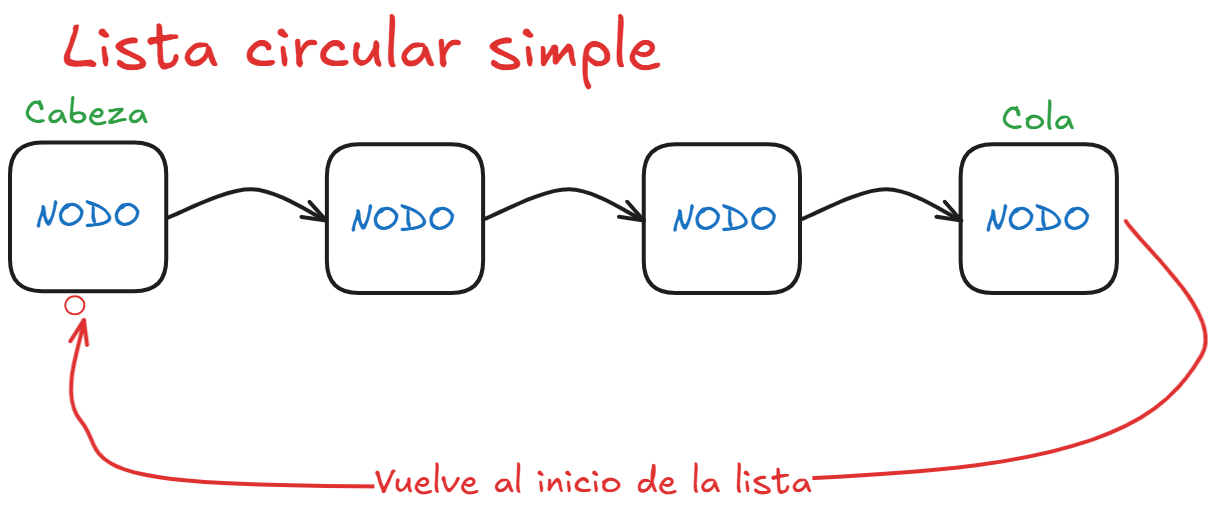 Lista circular simple
Cabeza
Cola
NODO
NODO
NODO
NODO
Vuelve al inicio de la lista